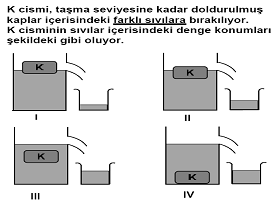 K cismi, taşma seviyesine kadar doldurulmuş
kaplar içerisindeki farklı sıvılara bırakılıyor.
K cisminin sıvılar içerisindeki denge konumları
şekildeki gibi oluyor.
K
K
I
II
K
K
III
IV